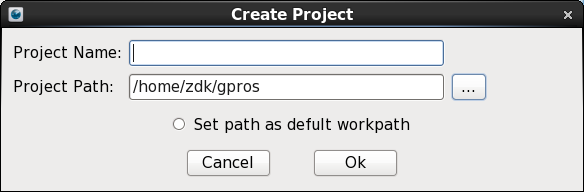 Create Project
Project Name:
Project Path: /home/zdk/gpros ...
Set path as defult workpath
Cancel Ok